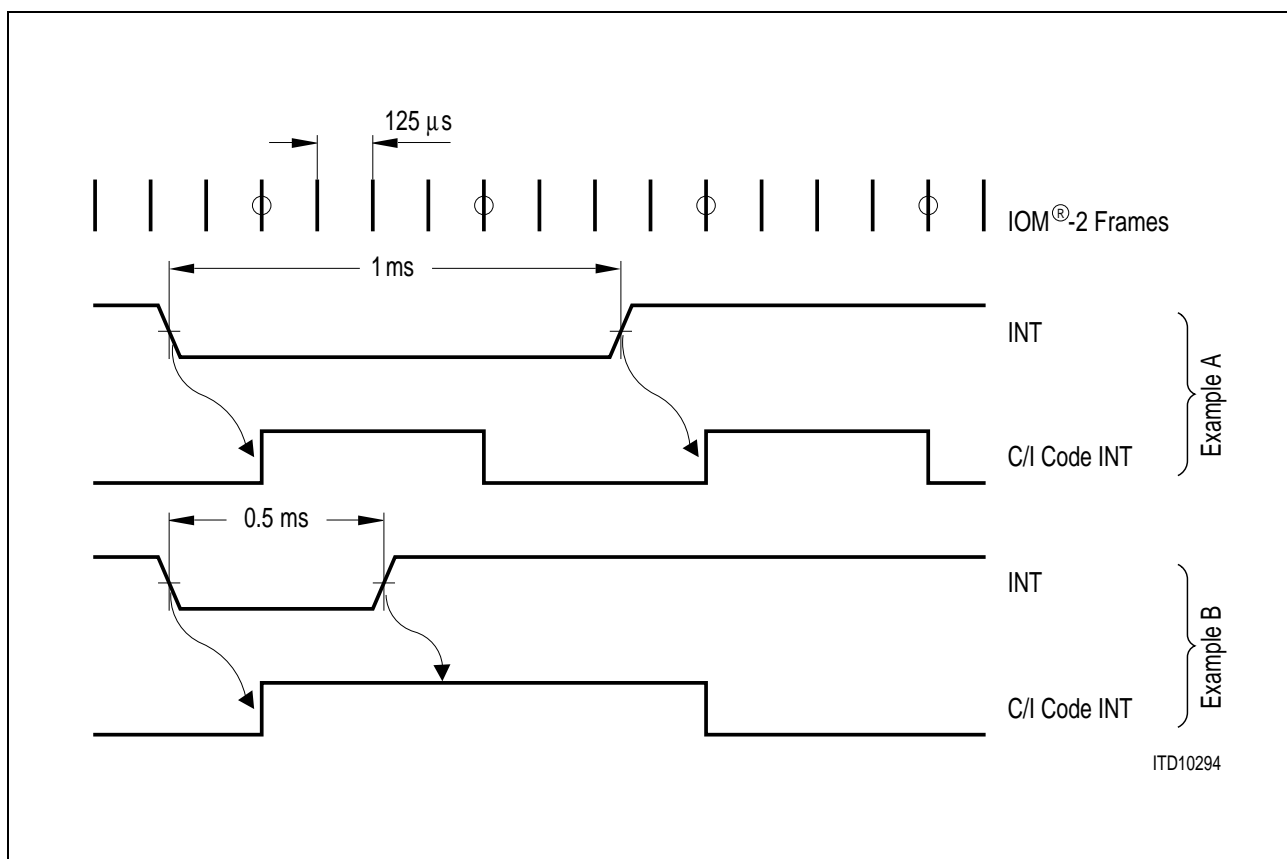 125 μs
IOM®-2 Frames
1 ms
INT
C/I Code INT
Example A
0.5 ms
INT
C/I Code INT
Example B
ITD10294